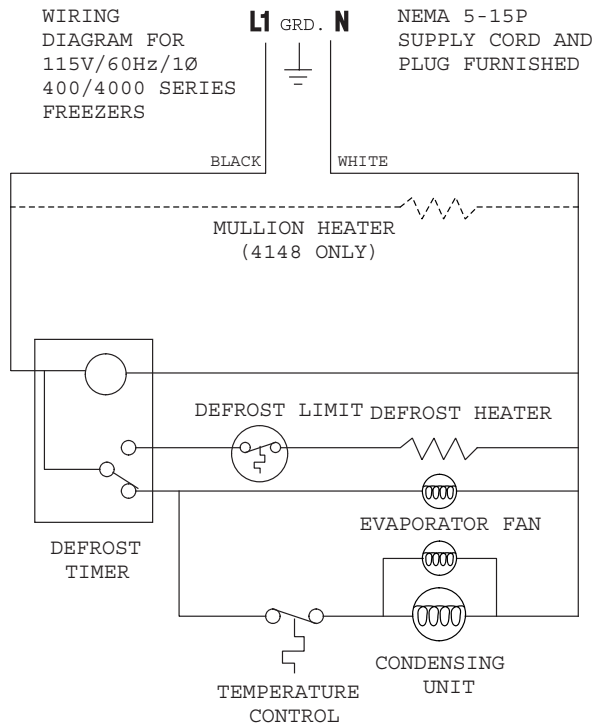 WIRING
DIAGRAM FOR
115V/60Hz/1Ø
400/4000 SERIES
FREEZERS
L1 GRD. N
NEMA 5-15P
SUPPLY CORD AND
PLUG FURNISHED
BLACK
WHITE
MULLION HEATER
(4148 ONLY)
DEFROST LIMIT
DEFROST HEATER
EVAPORATOR FAN
DEFROST
TIMER
CONDENSING
UNIT
TEMPERATURE
CONTROL